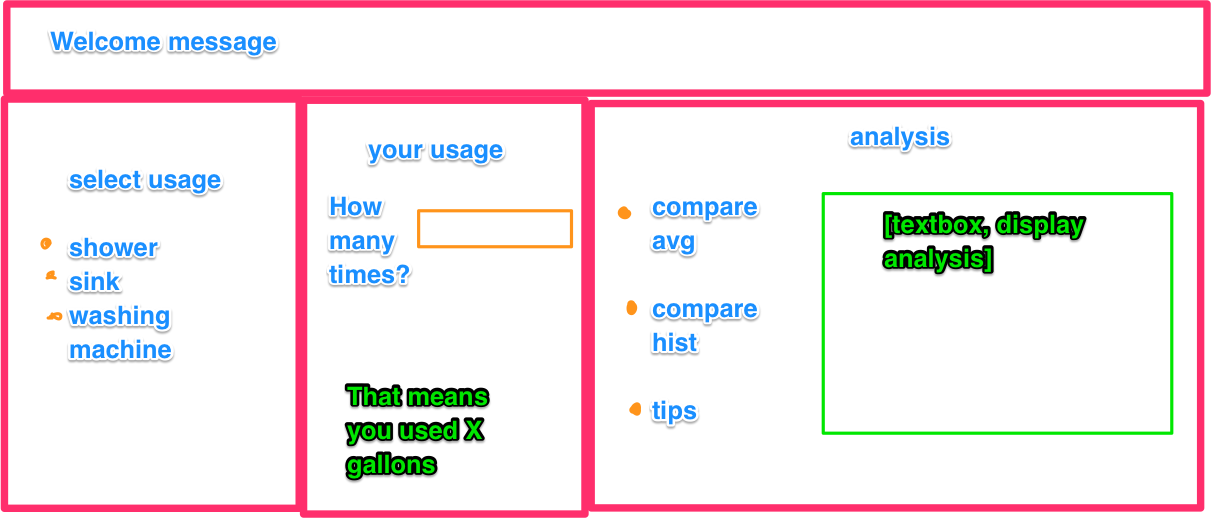 Welcome message
select usage
shower
sink
washing
machine
your usage
How
many
times?
That means
you used X
gallons
analysis
compare
avg
compare
hist
tips
[textbox, display
analysis]